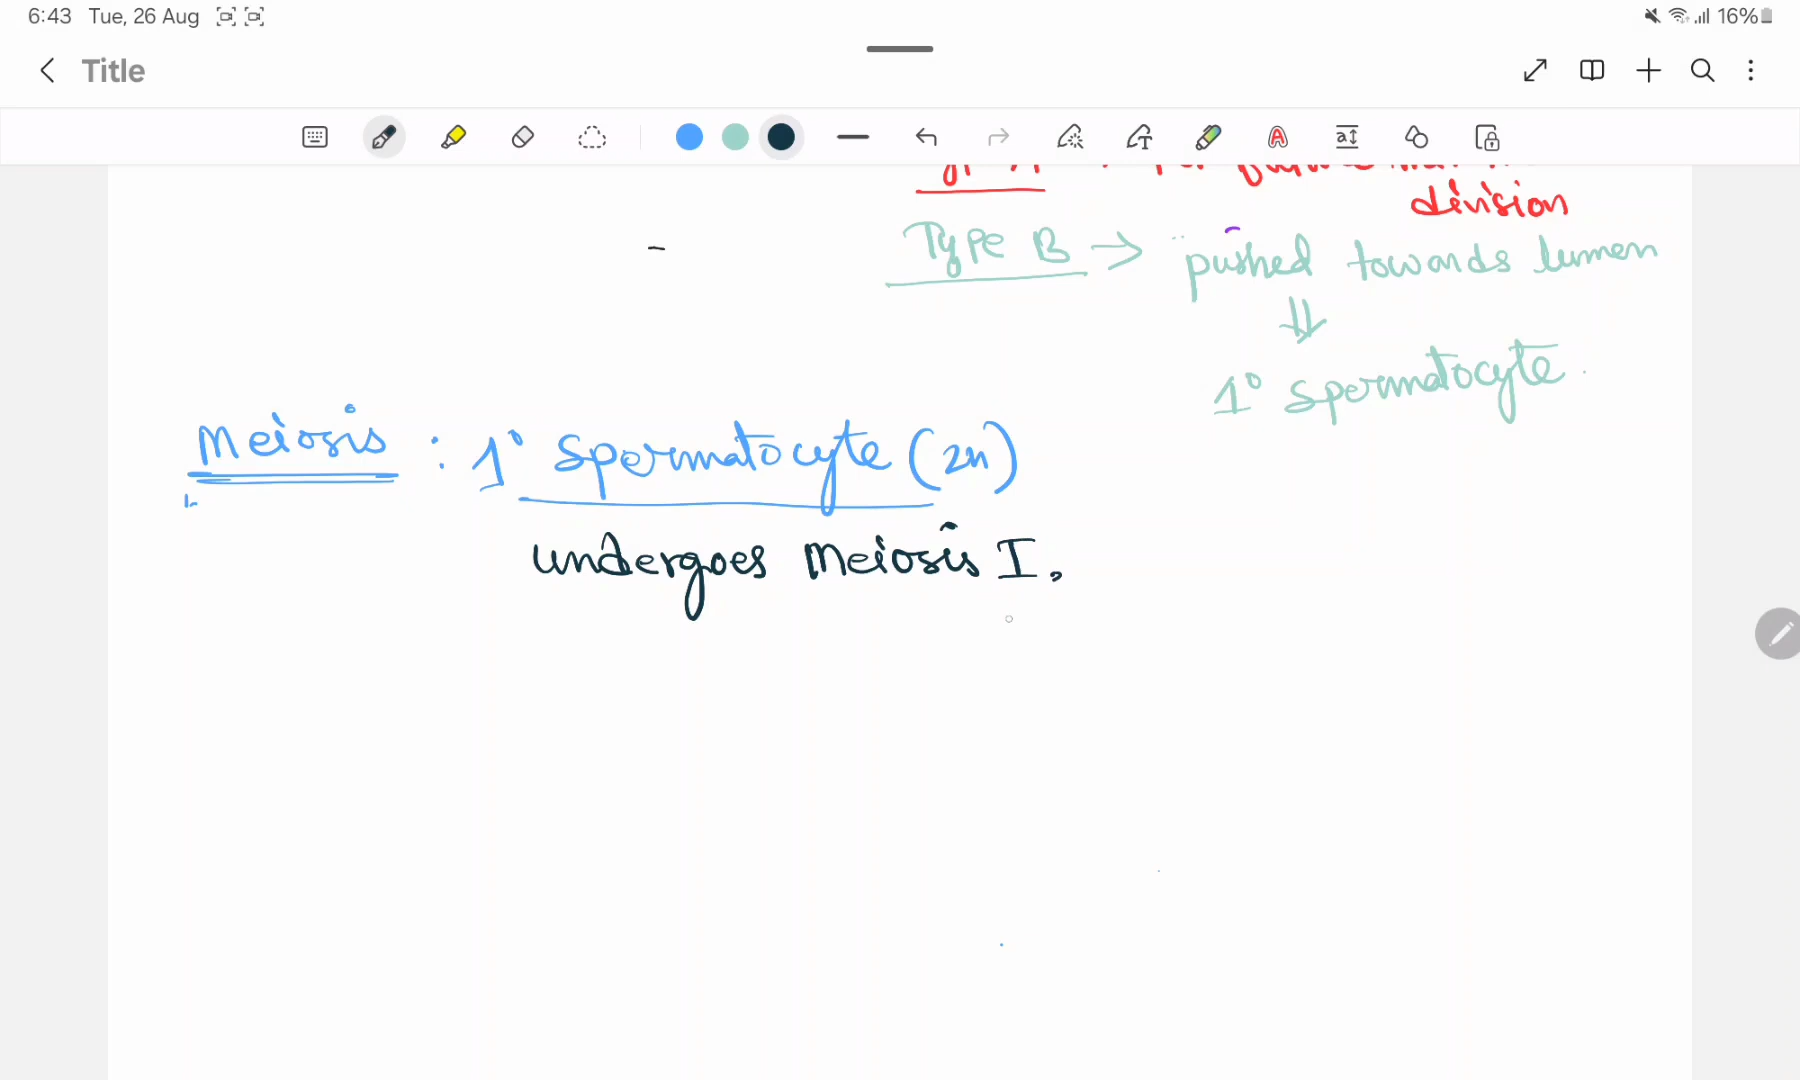 6:43 Tue, 26 Aug 16%
Title
division
Type B → pushed towards lumen
⇓
1° spermatocyte.
Meiosis : 1° spermatocyte (2n)
undergoes Meiosis I,